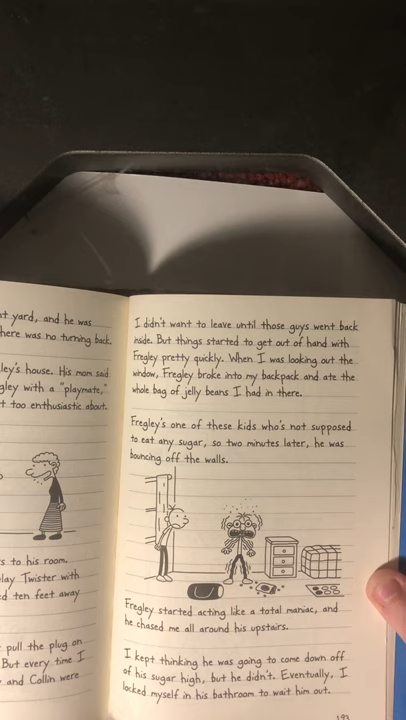 t yard, and he was
here was no turning back.
ley's house. His mom said
gley with a "playmate,"
t too enthusiastic about.
s to his room.
lay Twister with
d ten feet away
pull the plug on
But every time I
and Collin were
I didn't want to leave until those guys went back
inside. But things started to get out of hand with
Fregley pretty quickly. When I was looking out the
window, Fregley broke into my backpack and ate the
whole bag of jelly beans I had in there.
Fregley's one of these kids who's not supposed
to eat any sugar, so two minutes later, he was
bouncing off the walls.
Fregley started acting like a total maniac, and
he chased me all around his upstairs.
I kept thinking he was going to come down off
of his sugar high, but he didn't. Eventually, I
locked myself in his bathroom to wait him out.